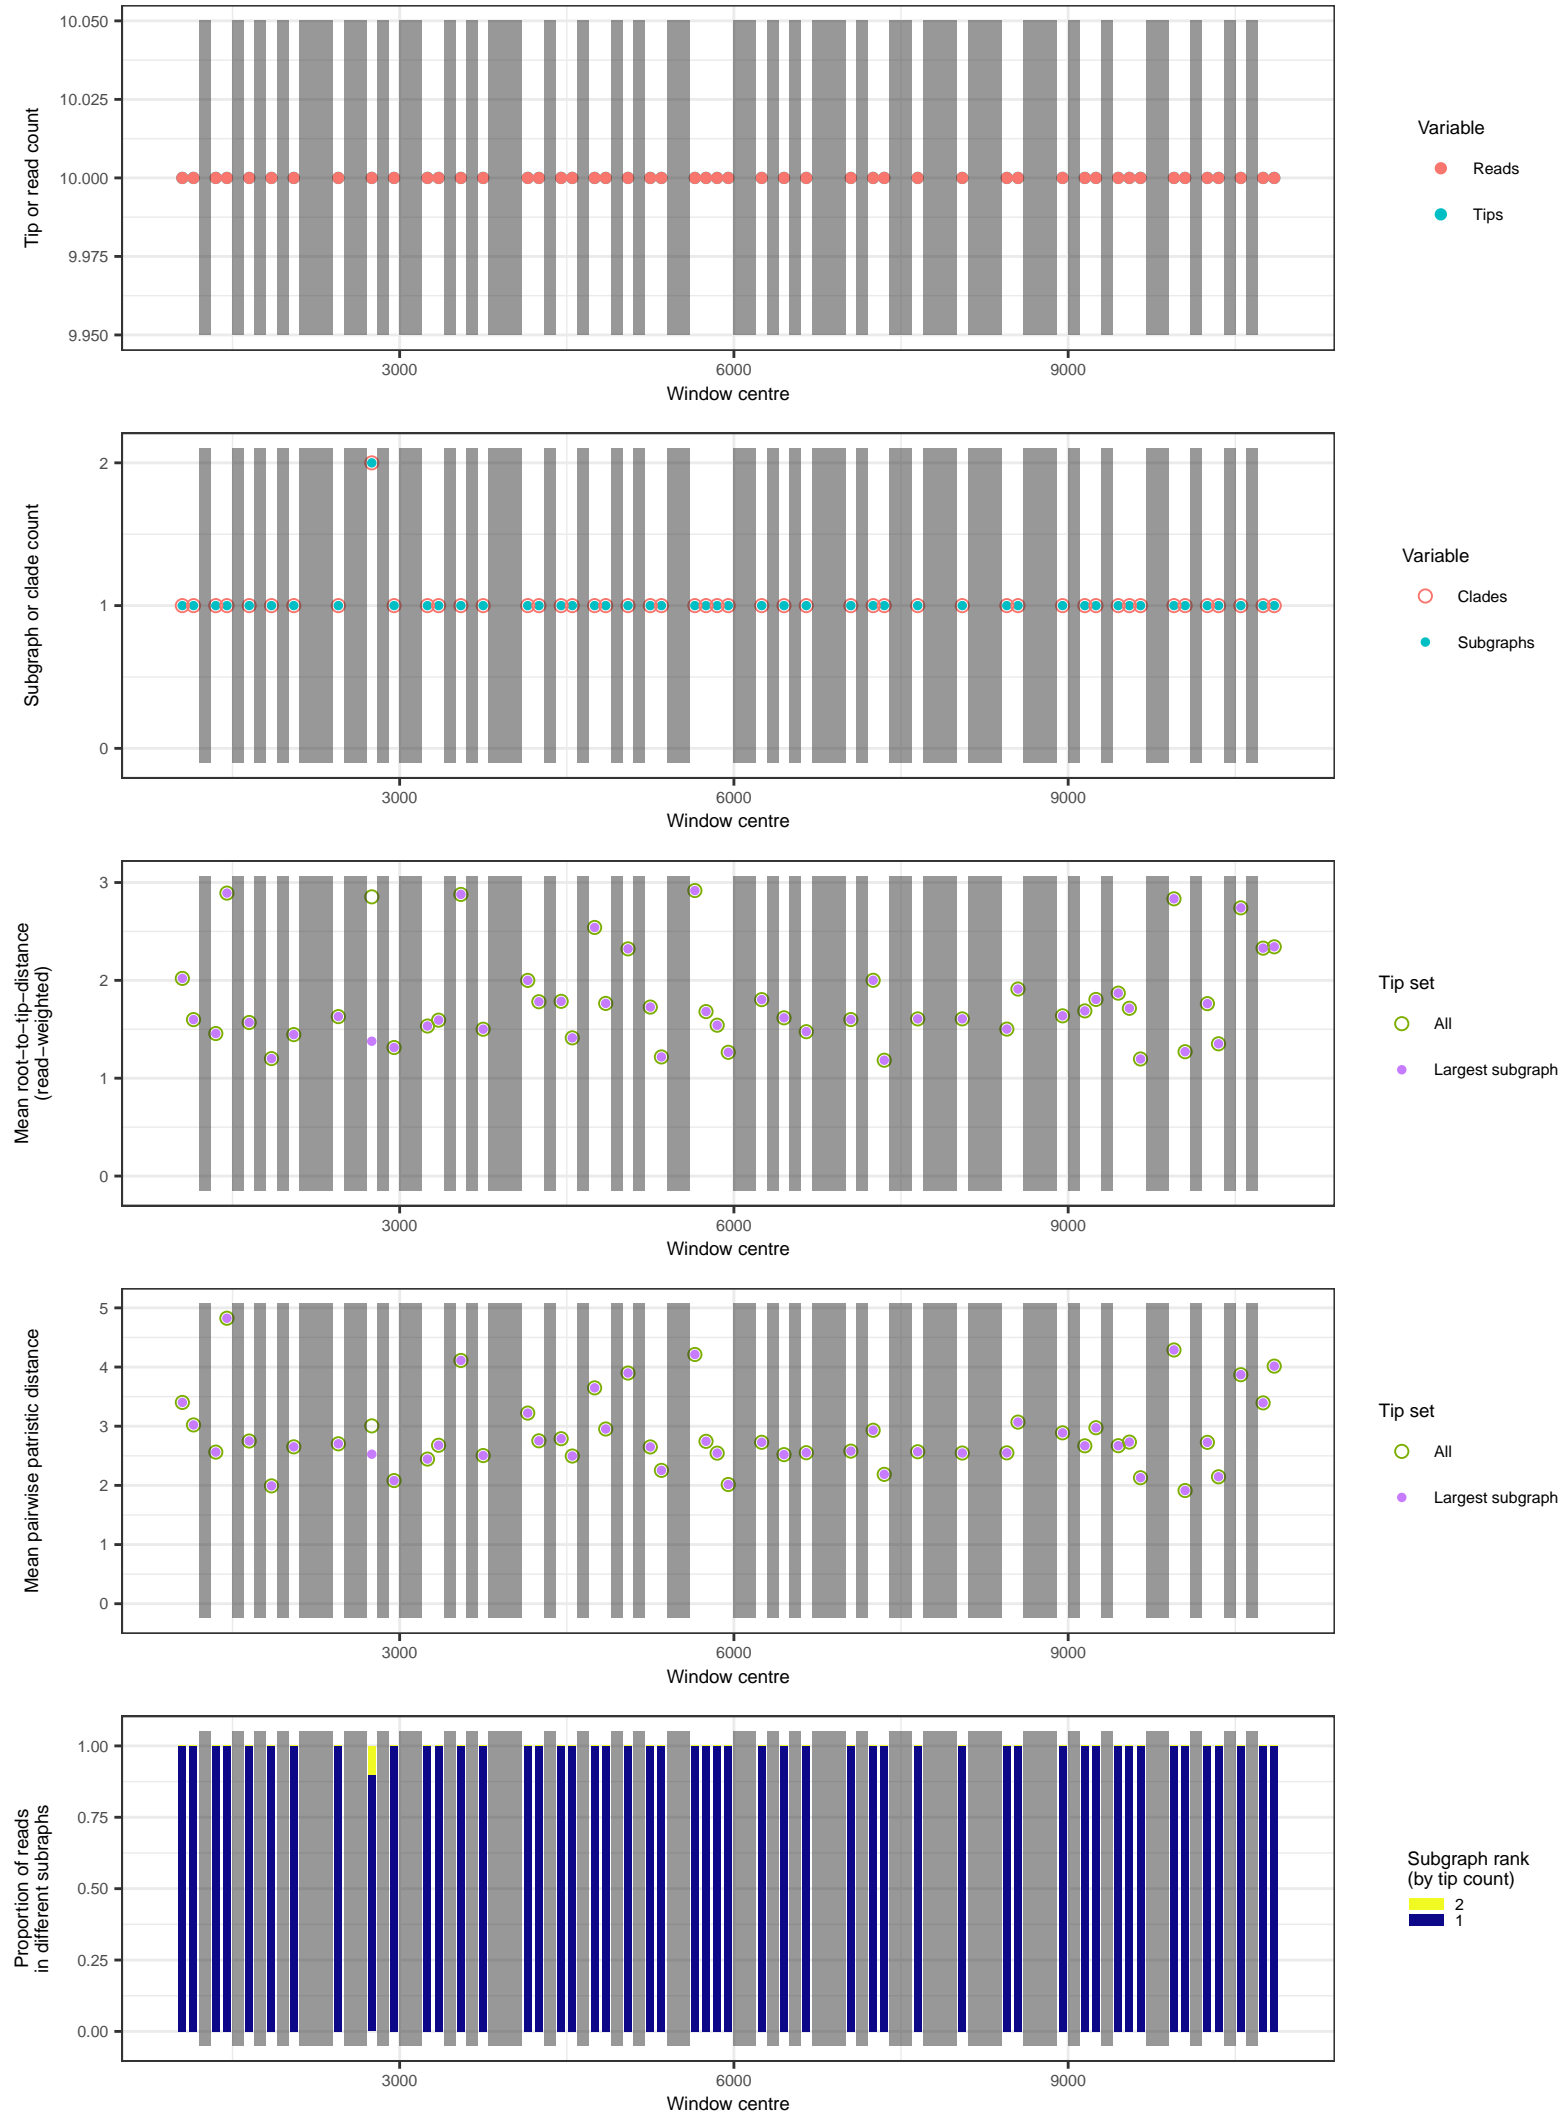 10.050
10.025
10.000
9.975
9.950
Tip or read count
3000
6000
9000
Window centre
Variable
Reads
Tips
2
1
0
Subgraph or clade count
3000
6000
9000
Window centre
Variable
Clades
Subgraphs
3
2
1
0
Mean root−to−tip−distance
(read−weighted)
3000
6000
9000
Window centre
Tip set
All
Largest subgraph
5
4
3
2
1
0
Mean pairwise patristic distance
3000
6000
9000
Window centre
Tip set
All
Largest subgraph
1.00
0.75
0.50
0.25
0.00
Proportion of reads
in different subraphs
3000
6000
9000
Window centre
Subgraph rank
(by tip count)
2
1